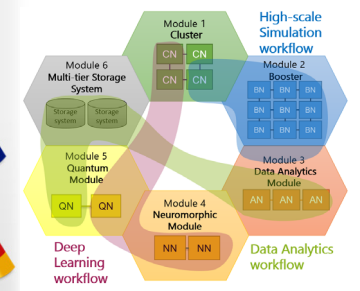 Module 1
Cluster
CN CN
CN CN
High-scale
Simulation
workflow
Module 6
Multi-tier Storage
System
Storage
system
Storage
system
Module 2
Booster
BN BN BN
BN BN BN
BN BN BN
Module 5
Quantum
Module
QN QN
Module 3
Data Analytics
Module
AN AN AN
Module 4
Neuromorphic
Module
NN NN
Deep
Learning
workflow
Data Analytics
workflow